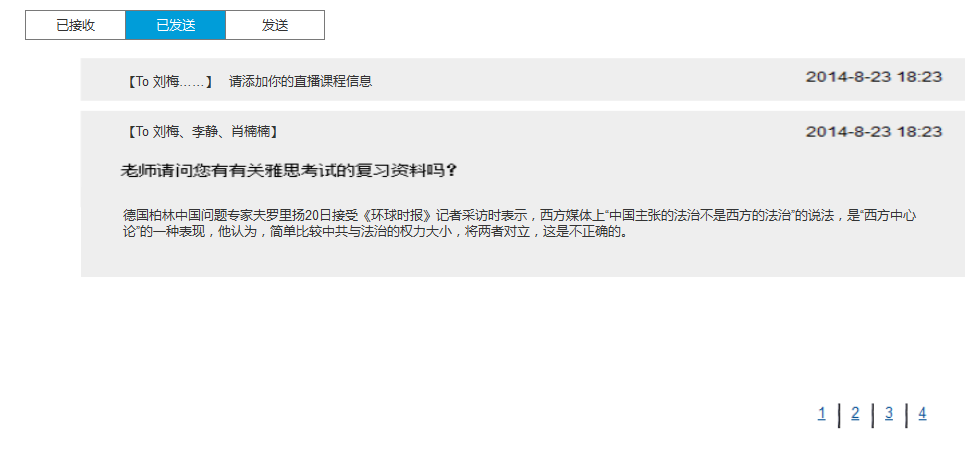 已接收 已发送 发送
【To 刘梅……】 请添加你的直播课程信息 2014-8-23 18:23
【To 刘梅、李静、肖楠楠】 2014-8-23 18:23
老师请问您有有关雅思考试的复习资料吗?
德国柏林中国问题专家夫罗里扬20日接受《环球时报》记者采访时表示，西方媒体上“中国主张的法治不是西方的法治”的说法，是“西方中心
论”的一种表现，他认为，简单比较中共与法治的权力大小，将两者对立，这是不正确的。
1 | 2 | 3 | 4